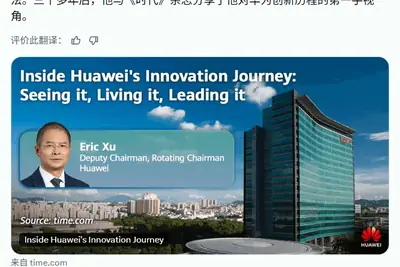 法。三十多年后，他与《时代》杂志分享了他对华为创新历程的第一手视
角。
评价此翻译：
Inside Huawei's Innovation Journey:
Seeing it, Living it, Leading it
Eric Xu
Deputy Chairman, Rotating Chairman
Huawei
HUAWEI
Source: time.com
Inside Huawei's Innovation Journey
来自 time.com